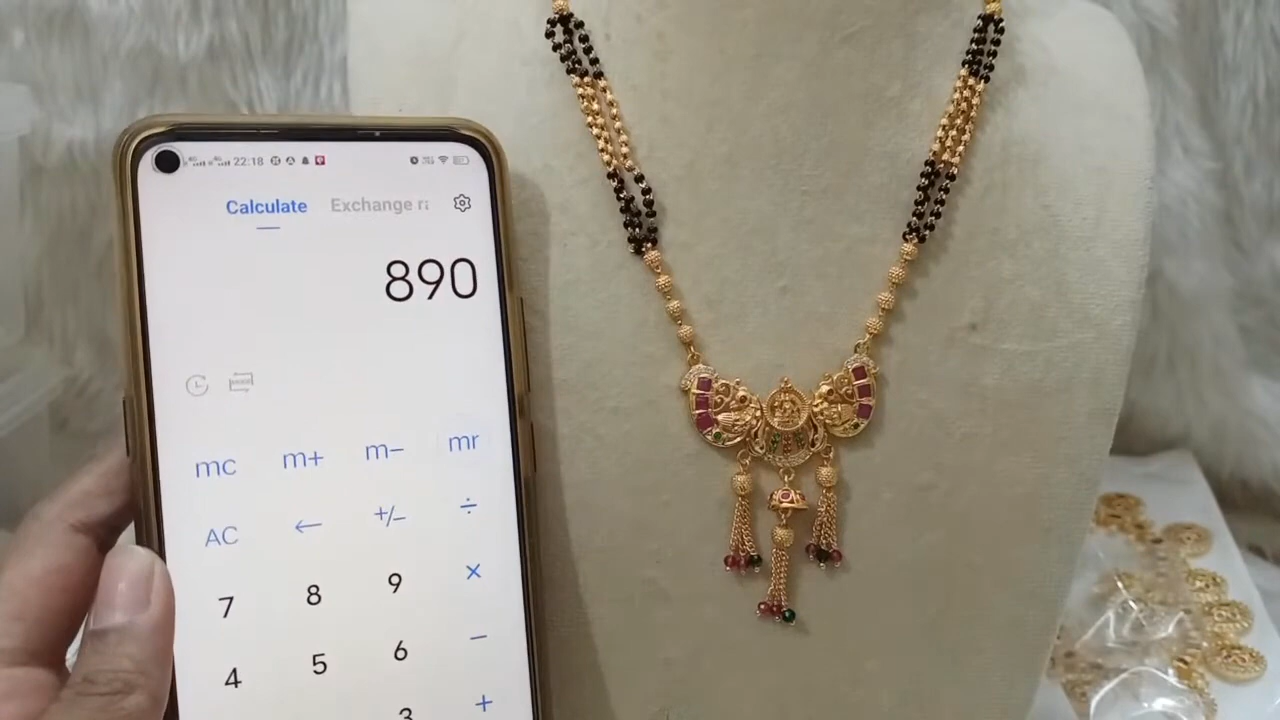 22:18
Calculate Exchange r
890
mc m+ m– mr
AC ← +/– ÷
7 8 9 ×
4 5 6 –
3 +